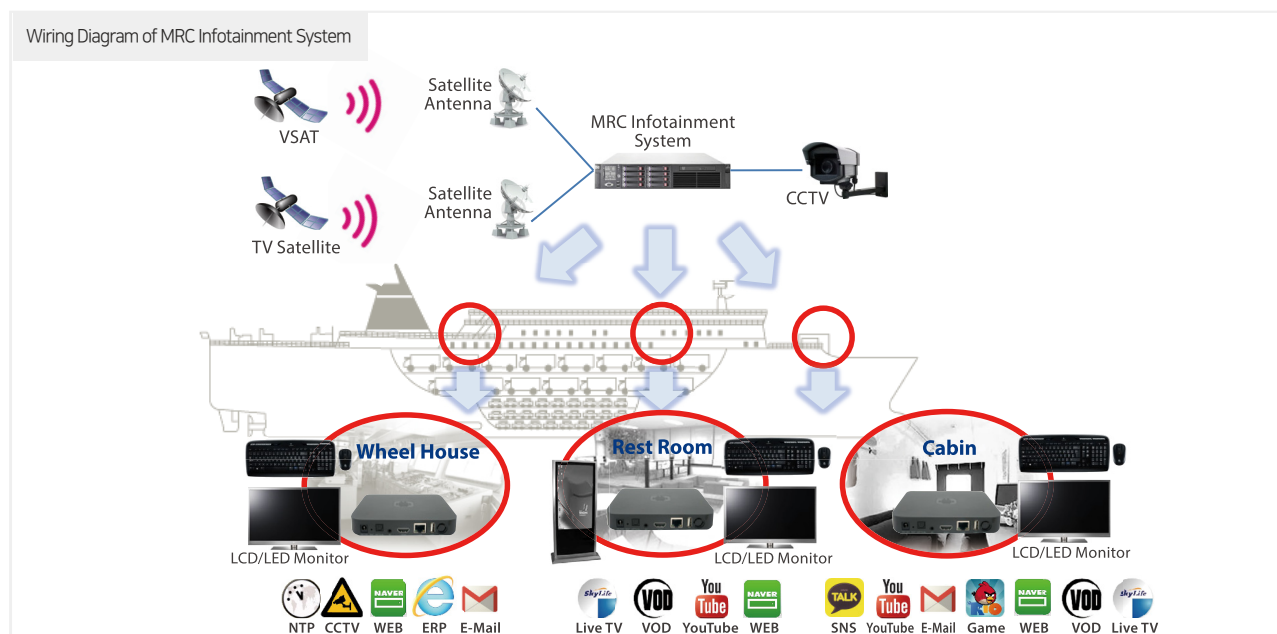 Wiring Diagram of MRC Infotainment System
VSAT
Satellite
Antenna
MRC Infotainment
System
CCTV
TV Satellite
Satellite
Antenna
Wheel House
LCD/LED Monitor
Rest Room
LCD/LED Monitor
Cabin
LCD/LED Monitor
NAVER
e
SkyLife
VOD
You
Tube
NAVER
TALK
You
Tube
RIO
NAVER
VOD
SkyLife
NTP CCTV WEB ERP E-Mail
Live TV VOD YouTube WEB
SNS YouTube E-Mail Game WEB VOD Live TV